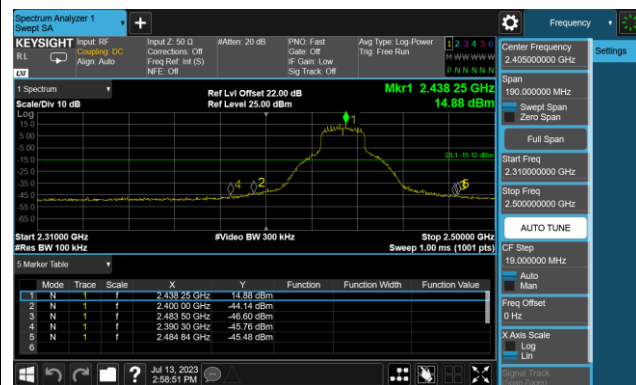 Spectrum Analyzer 1
Swept SA
Frequency
KEYSIGHT
RL
LXI
Input: RF
Coupling: DC
Align: Auto
Input Z: 50 Ω
Corrections: Off
Freq Ref: Int (S)
NFE: Off
#Atten: 20 dB
PNO: Fast
Gate: Off
IF Gain: Low
Sig Track: Off
Avg Type: Log-Power
Trig: Free Run
1 2 3 4 5 6
M W W W W W
P N N N N N
Center Frequency
2.405000000 GHz
Settings
Span
190.000000 MHz
Swept Span
Zero Span
Full Span
Start Freq
2.310000000 GHz
Stop Freq
2.500000000 GHz
AUTO TUNE
CF Step
19.000000 MHz
Auto
Man
Freq Offset
0 Hz
X Axis Scale
Log
Lin
Signal Track
(Span Zoom)
1 Spectrum
Scale/Div 10 dB
Ref Lvl Offset 22.00 dB
Ref Level 25.00 dBm
Mkr1 2.438 25 GHz
14.88 dBm
Log
15.0
5.00
-5.00
-15.0
-25.0
-35.0
-45.0
-55.0
-65.0
1
DL1 -15.12 dBm
4
2
Start 2.31000 GHz
#Res BW 100 kHz
#Video BW 300 kHz
Stop 2.50000 GHz
Sweep 1.00 ms (1001 pts)
5 Marker Table
Mode Trace Scale X Y Function Function Width Function Value
1 N 1 f 2.438 25 GHz 14.88 dBm
2 N 1 f 2.400 00 GHz -44.14 dBm
3 N 1 f 2.483 50 GHz -46.60 dBm
4 N 1 f 2.390 30 GHz -45.76 dBm
5 N 1 f 2.484 84 GHz -45.48 dBm
6
Jul 13, 2023
2:58:51 PM